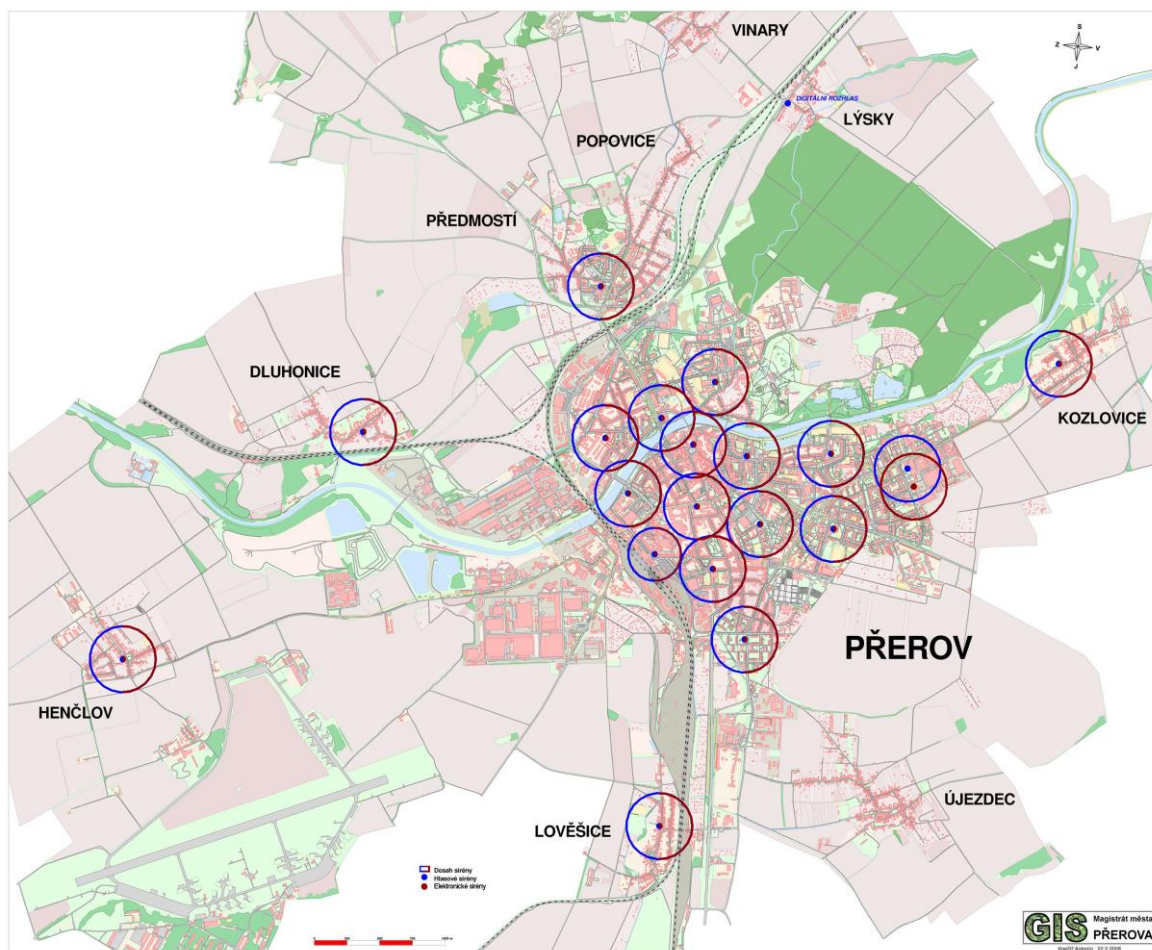 VINARY
S
Z V
J
DIGITÁLNÍ ROZHLAS
LÝSKY
POPOVICE
PŘEDMOSTÍ
DLUHONICE
KOZLOVICE
PŘEROV
HENČLOV
ÚJEZDEC
LOVĚŠICE
Dosah sirény
Hlasové sirény
Elektronické sirény
GIS
Magistrát města
PŘEROVA